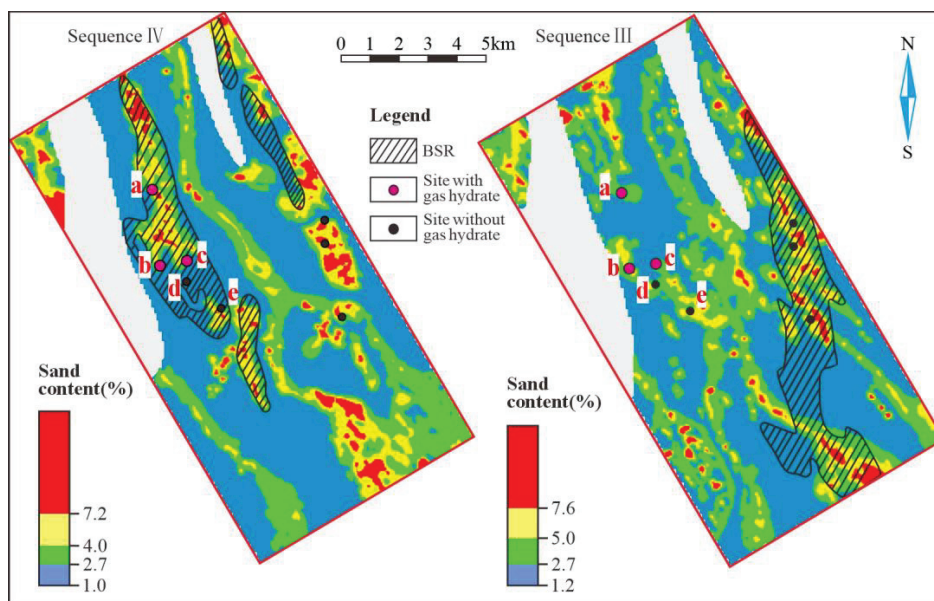 Sequence Ⅳ
0 1 2 3 4 5km
Sequence Ⅲ
N
S
Legend
BSR
Site with
gas hydrate
Site without
gas hydrate
a
b
c
d
e
a
b
c
d
e
Sand
content(%)
7.2
4.0
2.7
1.0
Sand
content(%)
7.6
5.0
2.7
1.2